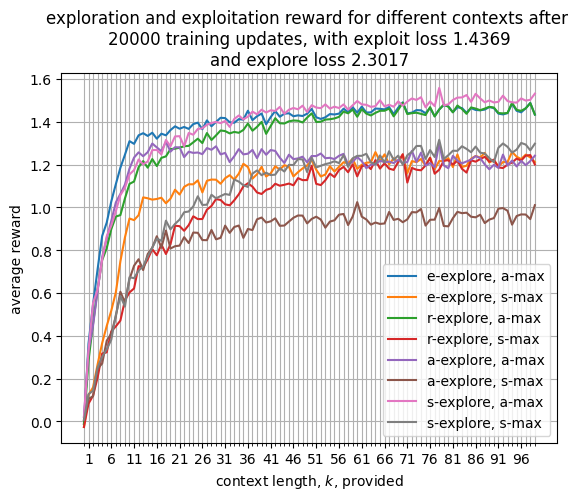 exploration and exploitation reward for different contexts after
20000 training updates, with exploit loss 1.4369
and explore loss 2.3017
1.6
1.4
1.2
1.0
0.8
0.6
0.4
0.2
0.0
average reward
e-explore, a-max
e-explore, s-max
r-explore, a-max
r-explore, s-max
a-explore, a-max
a-explore, s-max
s-explore, a-max
s-explore, s-max
1 6 11 16 21 26 31 36 41 46 51 56 61 66 71 76 81 86 91 96
context length, k, provided